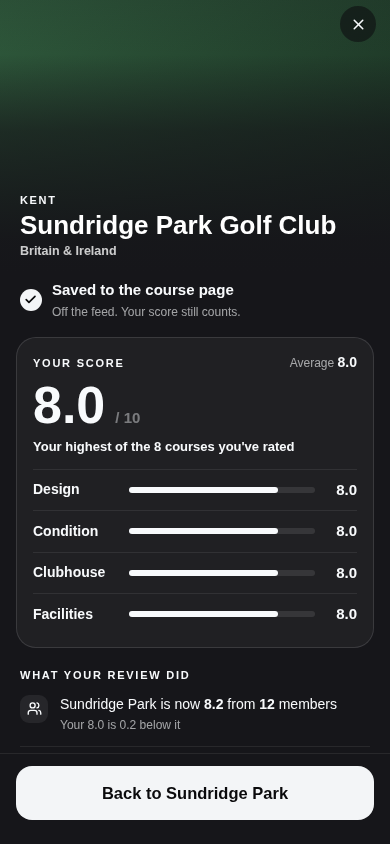 KENT
Sundridge Park Golf Club
Britain & Ireland
Saved to the course page
Off the feed. Your score still counts.
YOUR SCORE
Average 8.0
8.0 / 10
Your highest of the 8 courses you've rated
Design 8.0
Condition 8.0
Clubhouse 8.0
Facilities 8.0
WHAT YOUR REVIEW DID
Sundridge Park is now 8.2 from 12 members
Your 8.0 is 0.2 below it
Back to Sundridge Park